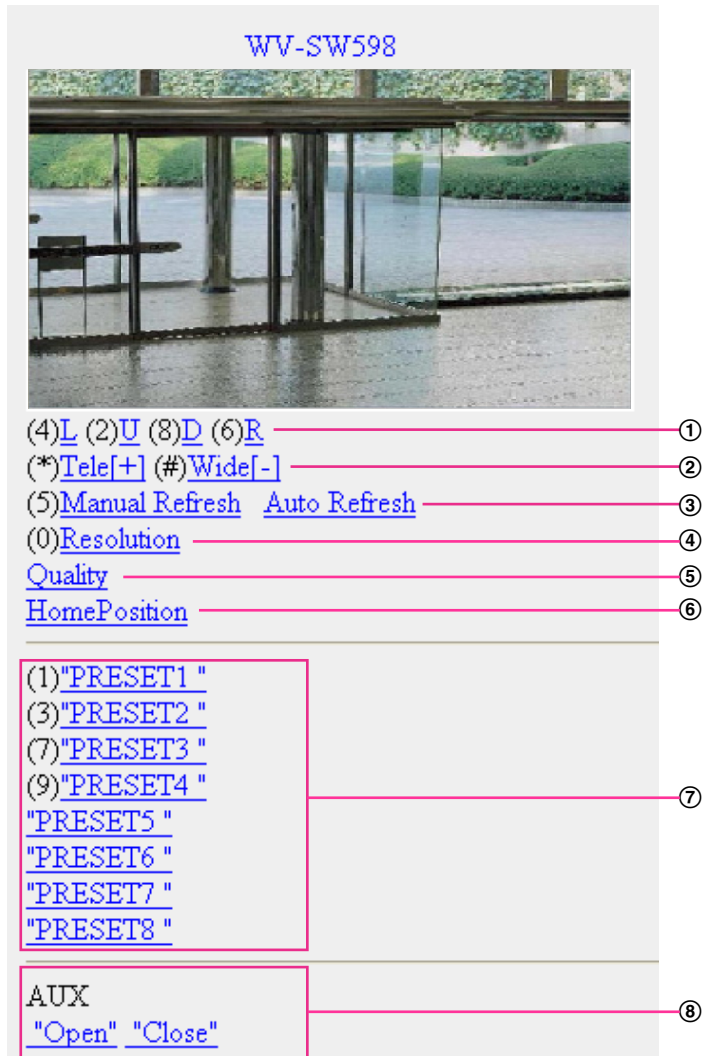 WV-SW598
(4)L (2)U (8)D (6)R ①
(*)Tele[+] (#)Wide[-] ②
(5)Manual Refresh Auto Refresh ③
(0)Resolution ④
Quality ⑤
HomePosition ⑥
(1)"PRESET1 "
(3)"PRESET2 "
(7)"PRESET3 "
(9)"PRESET4 " ⑦
"PRESET5 "
"PRESET6 "
"PRESET7 "
"PRESET8 "
AUX ⑧
"Open" "Close"